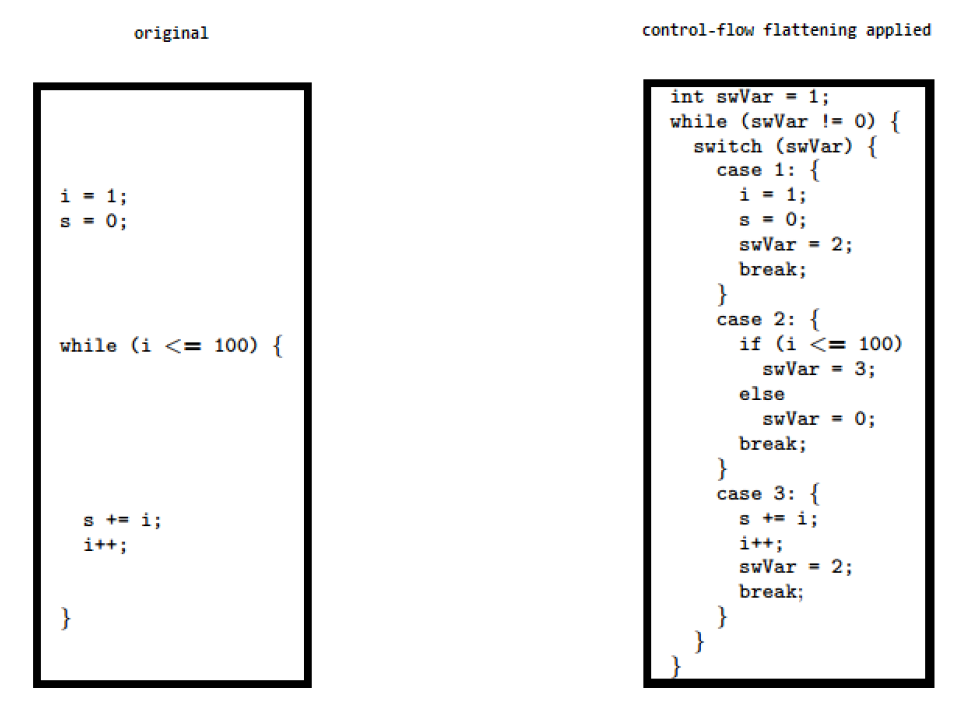 original
i = 1;
s = 0;
while (i <= 100) {
s += i;
i++;
}
control-flow flattening applied
int swVar = 1;
while (swVar != 0) {
switch (swVar) {
case 1: {
i = 1;
s = 0;
swVar = 2;
break;
}
case 2: {
if (i <= 100)
swVar = 3;
else
swVar = 0;
break;
}
case 3: {
s += i;
i++;
swVar = 2;
break;
}
}
}